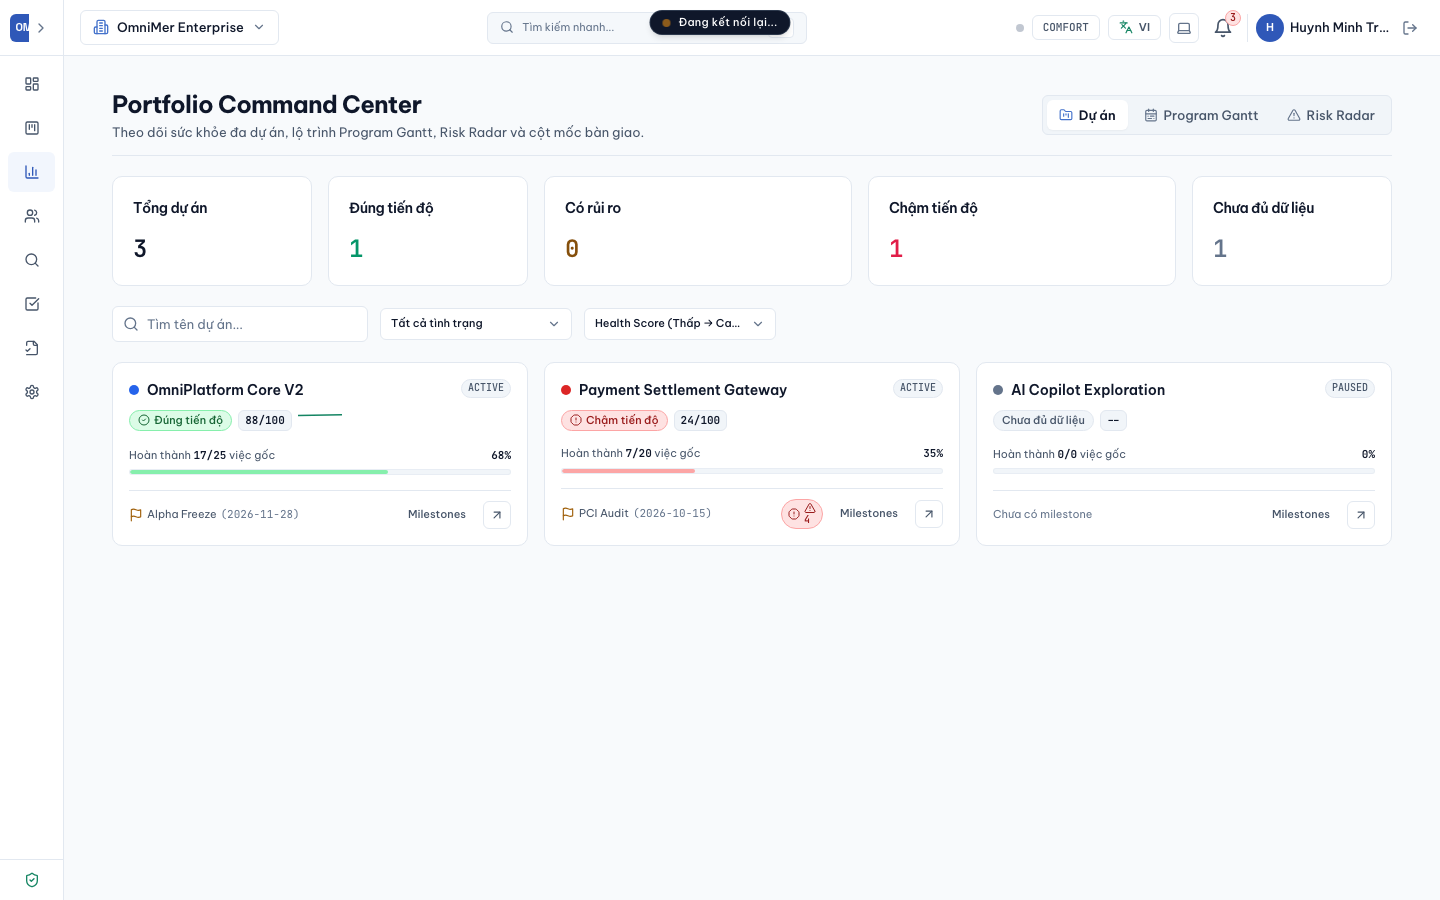 OmniMer Enterprise
Tìm kiếm nhanh...
Đang kết nối lại...
COMFORT
VI
3
H
Huynh Minh Tr...
Portfolio Command Center
Theo dõi sức khỏe đa dự án, lộ trình Program Gantt, Risk Radar và cột mốc bàn giao.
Dự án
Program Gantt
Risk Radar
Tổng dự án
3
Đúng tiến độ
1
Có rủi ro
0
Chậm tiến độ
1
Chưa đủ dữ liệu
1
Tìm tên dự án...
Tất cả tình trạng
Health Score (Thấp → Ca...
OmniPlatform Core V2
ACTIVE
Đúng tiến độ
88/100
Hoàn thành 17/25 việc gốc
68%
Alpha Freeze (2026-11-28)
Milestones
Payment Settlement Gateway
ACTIVE
Chậm tiến độ
24/100
Hoàn thành 7/20 việc gốc
35%
PCI Audit (2026-10-15)
4
Milestones
AI Copilot Exploration
PAUSED
Chưa đủ dữ liệu
--
Hoàn thành 0/0 việc gốc
0%
Chưa có milestone
Milestones